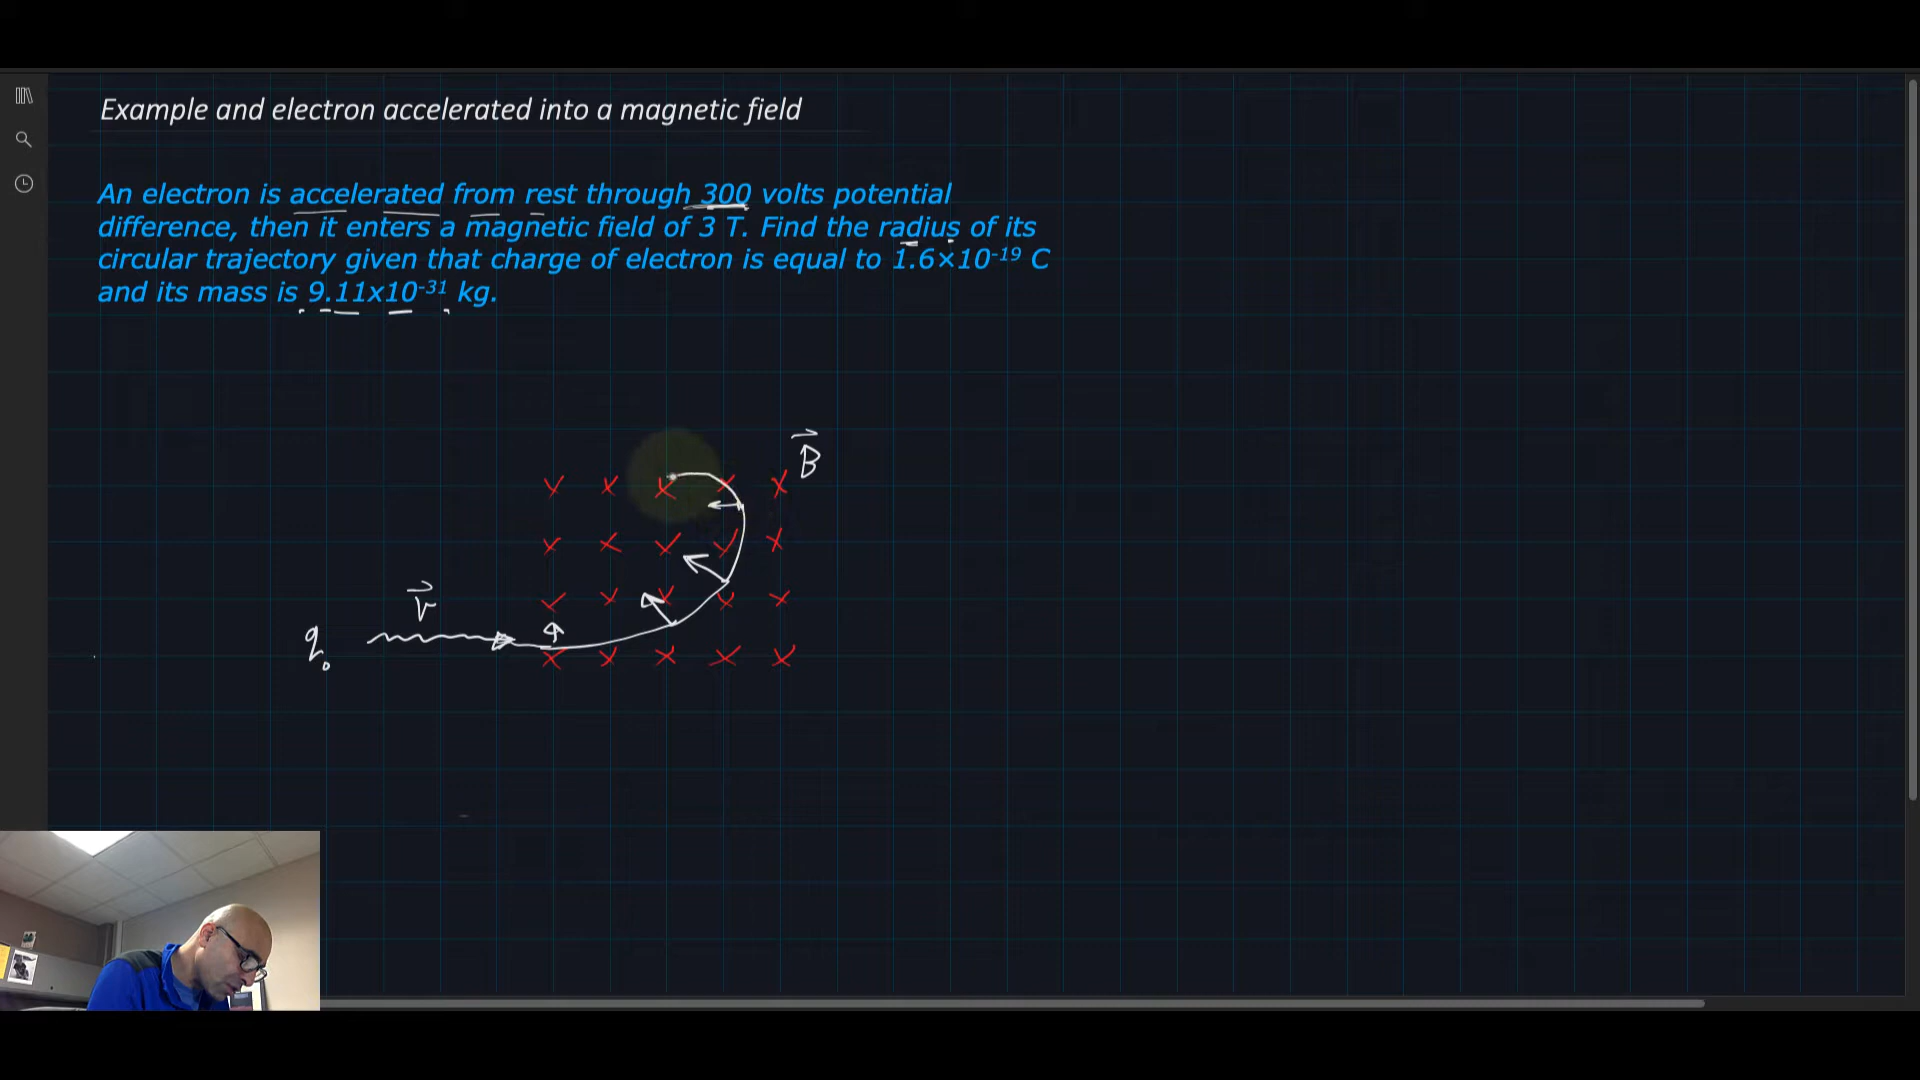 Example and electron accelerated into a magnetic field
An electron is accelerated from rest through 300 volts potential
difference, then it enters a magnetic field of 3 T. Find the radius of its
circular trajectory given that charge of electron is equal to 1.6×10⁻¹⁹ C
and its mass is 9.11x10⁻³¹ kg.
B⃗
x x x x x
x x x x x
v⃗
x x x x x
q₀
x x x x x